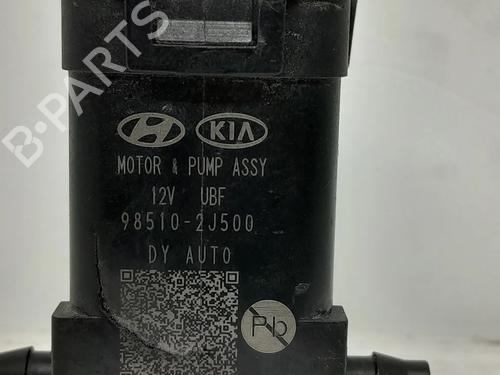 B-PARTS
KIA
MOTOR & PUMP ASSY
12V UBF
98510-2J500
DY AUTO
Pb